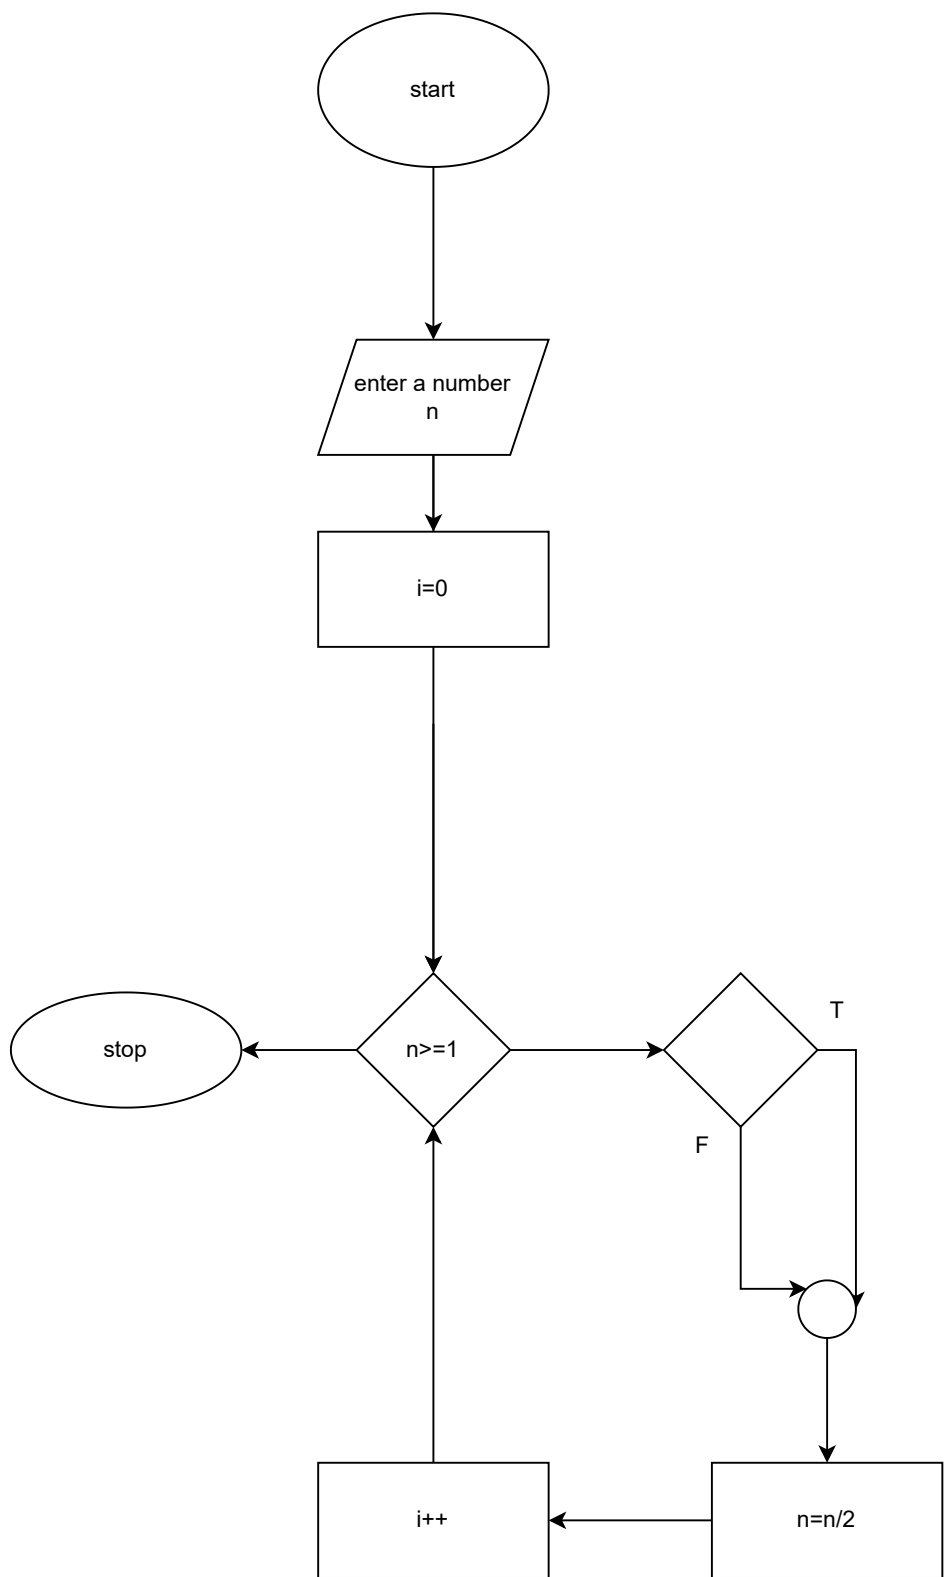 start
enter a number
n
i=0
stop
n>=1
T
F
i++
n=n/2